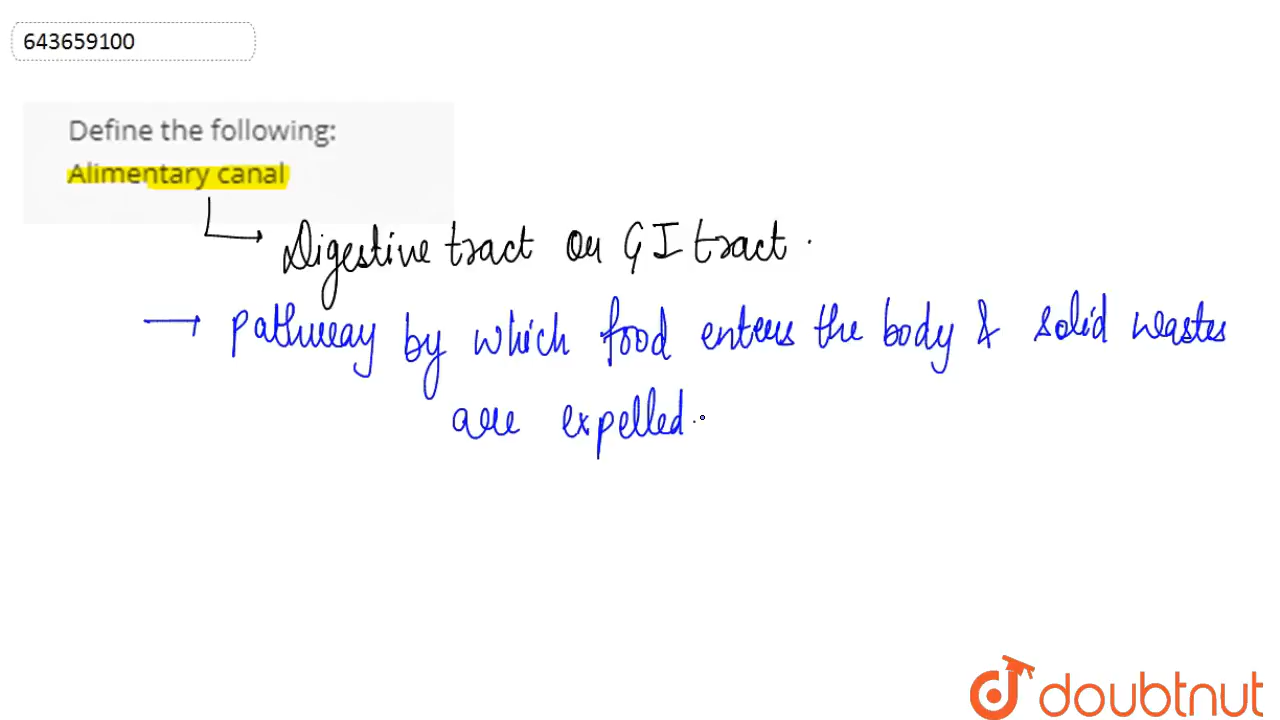 643659100
Define the following:
Alimentary canal
Digestive tract or GI tract.
→ Pathway by which food enters the body & solid wastes
are expelled.
doubtnut